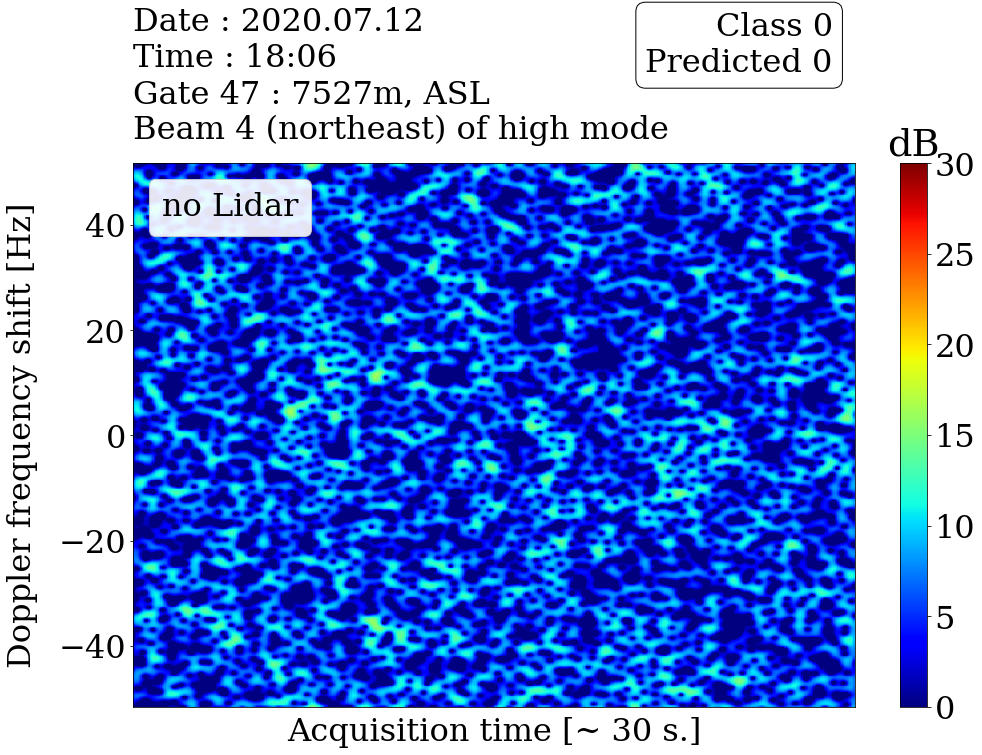 Date : 2020.07.12
Time : 18:06
Gate 47 : 7527m, ASL
Beam 4 (northeast) of high mode
Class 0
Predicted 0
dB
no Lidar
Doppler frequency shift [Hz]
40
20
0
−20
−40
30
25
20
15
10
5
0
Acquisition time [~ 30 s.]